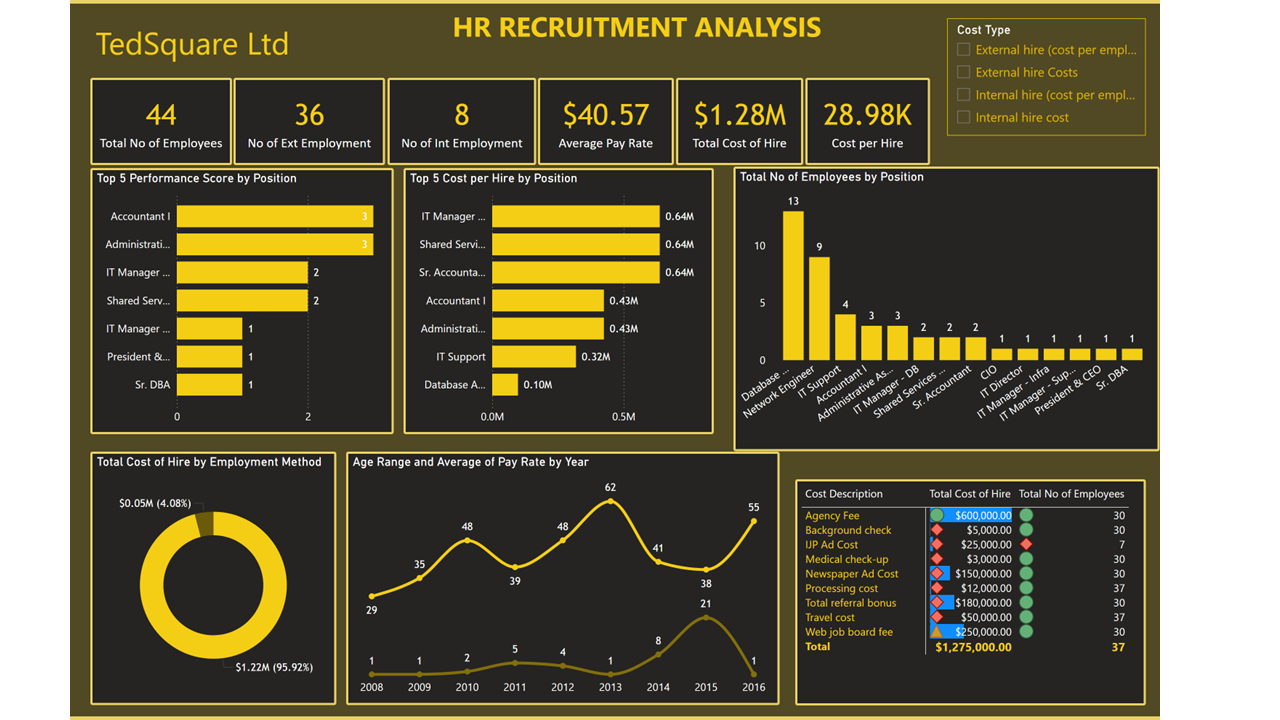 HR RECRUITMENT ANALYSIS
TedSquare Ltd
Cost Type
External hire (cost per empl...
External hire Costs
Internal hire (cost per empl...
Internal hire cost
44
Total No of Employees
36
No of Ext Employment
8
No of Int Employment
$40.57
Average Pay Rate
$1.28M
Total Cost of Hire
28.98K
Cost per Hire
Top 5 Performance Score by Position
Accountant I 3
Administrati... 3
IT Manager ... 2
Shared Serv... 2
IT Manager ... 1
President &... 1
Sr. DBA 1
0 2
Top 5 Cost per Hire by Position
IT Manager ... 0.64M
Shared Servi... 0.64M
Sr. Accounta... 0.64M
Accountant I 0.43M
Administrati... 0.43M
IT Support 0.32M
Database A... 0.10M
0.0M 0.5M
Total No of Employees by Position
10
5
0
13 9 4 3 3 2 2 2 1 1 1 1 1 1
Database ...
Network Engineer
IT Support
Accountant I
Administrative As...
IT Manager - DB
Shared Services ...
Sr. Accountant
CIO
IT Director
IT Manager - Infra
IT Manager - Sup...
President & CEO
Sr. DBA
Total Cost of Hire by Employment Method
$0.05M (4.08%)
$1.22M (95.92%)
Age Range and Average of Pay Rate by Year
29 35 48 39 48 62 41 38 55
1 1 2 5 4 1 8 21 1
2008 2009 2010 2011 2012 2013 2014 2015 2016
Cost Description Total Cost of Hire Total No of Employees
Agency Fee $600,000.00 30
Background check $5,000.00 30
IJP Ad Cost $25,000.00 7
Medical check-up $3,000.00 30
Newspaper Ad Cost $150,000.00 30
Processing cost $12,000.00 37
Total referral bonus $180,000.00 30
Travel cost $50,000.00 37
Web job board fee $250,000.00 30
Total $1,275,000.00 37